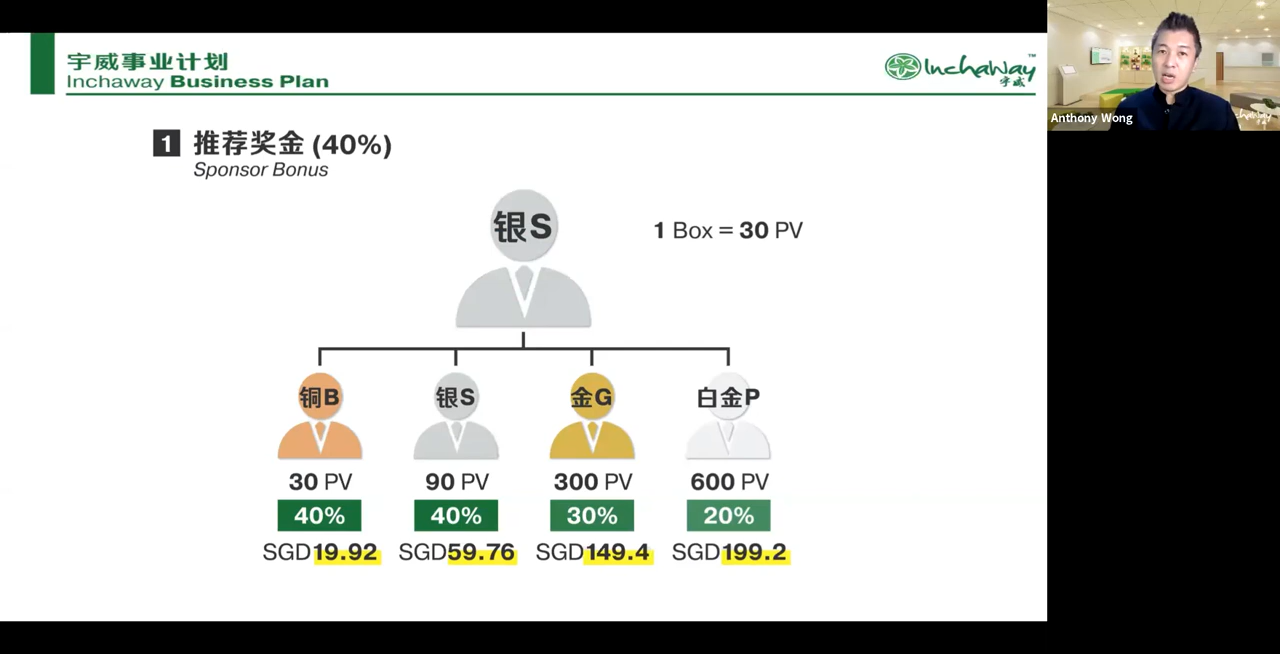 宇威事业计划
Inchaway Business Plan
Inchaway™
宇威
Anthony Wong
1 推荐奖金 (40%)
Sponsor Bonus
银S
1 Box = 30 PV
铜B 银S 金G 白金P
30 PV 90 PV 300 PV 600 PV
40% 40% 30% 20%
SGD19.92 SGD59.76 SGD149.4 SGD199.2